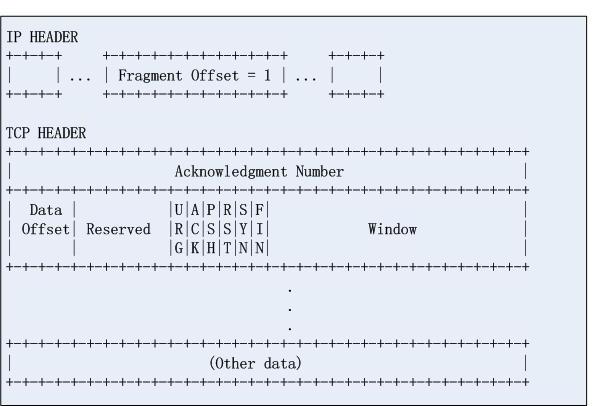 IP HEADER
+-+-+-+ +-+-+-+-+-+-+-+-+-+-+-+ +-+-+-+
| | ... | Fragment Offset = 1 | ... | |
+-+-+-+ +-+-+-+-+-+-+-+-+-+-+-+ +-+-+-+
TCP HEADER
+-+-+-+-+-+-+-+-+-+-+-+-+-+-+-+-+-+-+-+-+-+-+-+-+-+-+-+-+-+-+-+-+
| Acknowledgment Number |
+-+-+-+-+-+-+-+-+-+-+-+-+-+-+-+-+-+-+-+-+-+-+-+-+-+-+-+-+-+-+-+-+
| Data | |U|A|P|R|S|F| |
| Offset| Reserved |R|C|S|S|Y|I| Window |
| | |G|K|H|T|N|N| |
+-+-+-+-+-+-+-+-+-+-+-+-+-+-+-+-+-+-+-+-+-+-+-+-+-+-+-+-+-+-+-+-+
.
.
.
+-+-+-+-+-+-+-+-+-+-+-+-+-+-+-+-+-+-+-+-+-+-+-+-+-+-+-+-+-+-+-+-+
| (Other data) |
+-+-+-+-+-+-+-+-+-+-+-+-+-+-+-+-+-+-+-+-+-+-+-+-+-+-+-+-+-+-+-+-+